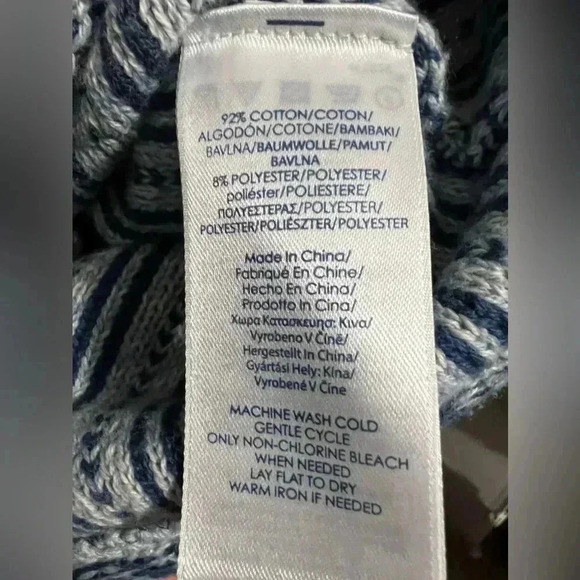 92% COTTON/COTON/
ALGODÓN/COTONE/BAMBAKI/
BAVLNA/BAUMWOLLE/PAMUT/
BAVLNA
8% POLYESTER/POLYESTER/
poliéster/POLIESTERE/
ΠΟΛΥΕΣΤΕΡΑΣ/POLYESTER/
POLYESTER/POLIÉSZTER/POLYESTER
Made In China/
Fabriqué En Chine/
Hecho En China/
Prodotto In Cina/
Χωρα Κατασκευησ: Κινα/
Vyrobeno V Číně/
Hergestellt In China/
Gyártási Hely: Kína/
Vyrobené V Číne
MACHINE WASH COLD
GENTLE CYCLE
ONLY NON-CHLORINE BLEACH
WHEN NEEDED
LAY FLAT TO DRY
WARM IRON IF NEEDED